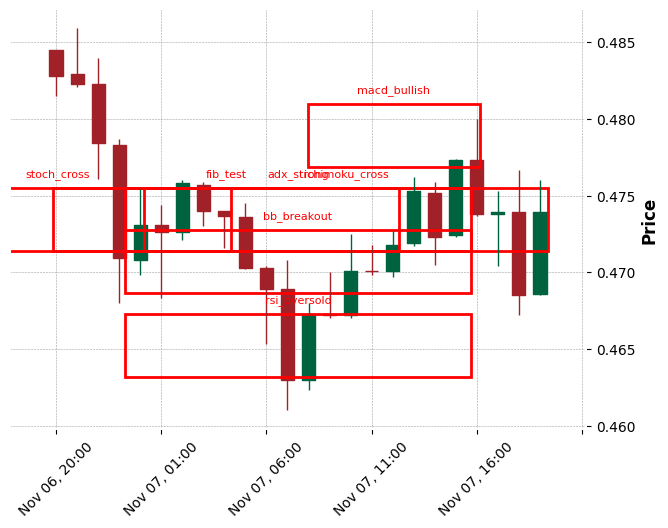 macd_bullish
stoch_cross
fib_test
adx_strong
ichimoku_cross
bb_breakout
rsi_oversold
0.485
0.480
0.475
0.470
0.465
0.460
Price
Nov 06, 20:00
Nov 07, 01:00
Nov 07, 06:00
Nov 07, 11:00
Nov 07, 16:00